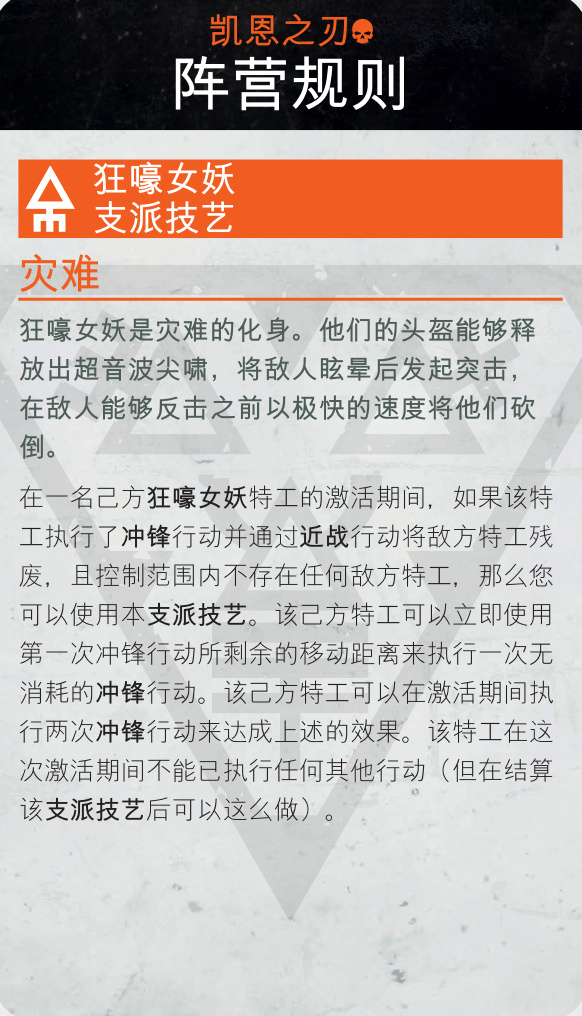 凯恩之刃
阵营规则
狂嚎女妖
支派技艺
灾难
狂嚎女妖是灾难的化身。他们的头盔能够释
放出超音波尖啸，将敌人眩晕后发起突击，
在敌人能够反击之前以极快的速度将他们砍
倒。
在一名己方狂嚎女妖特工的激活期间，如果该特
工执行了冲锋行动并通过近战行动将敌方特工残
废，且控制范围内不存在任何敌方特工，那么您
可以使用本支派技艺。该己方特工可以立即使用
第一次冲锋行动所剩余的移动距离来执行一次无
消耗的冲锋行动。该己方特工可以在激活期间执
行两次冲锋行动来达成上述的效果。该特工在这
次激活期间不能已执行任何其他行动（但在结算
该支派技艺后可以这么做）。